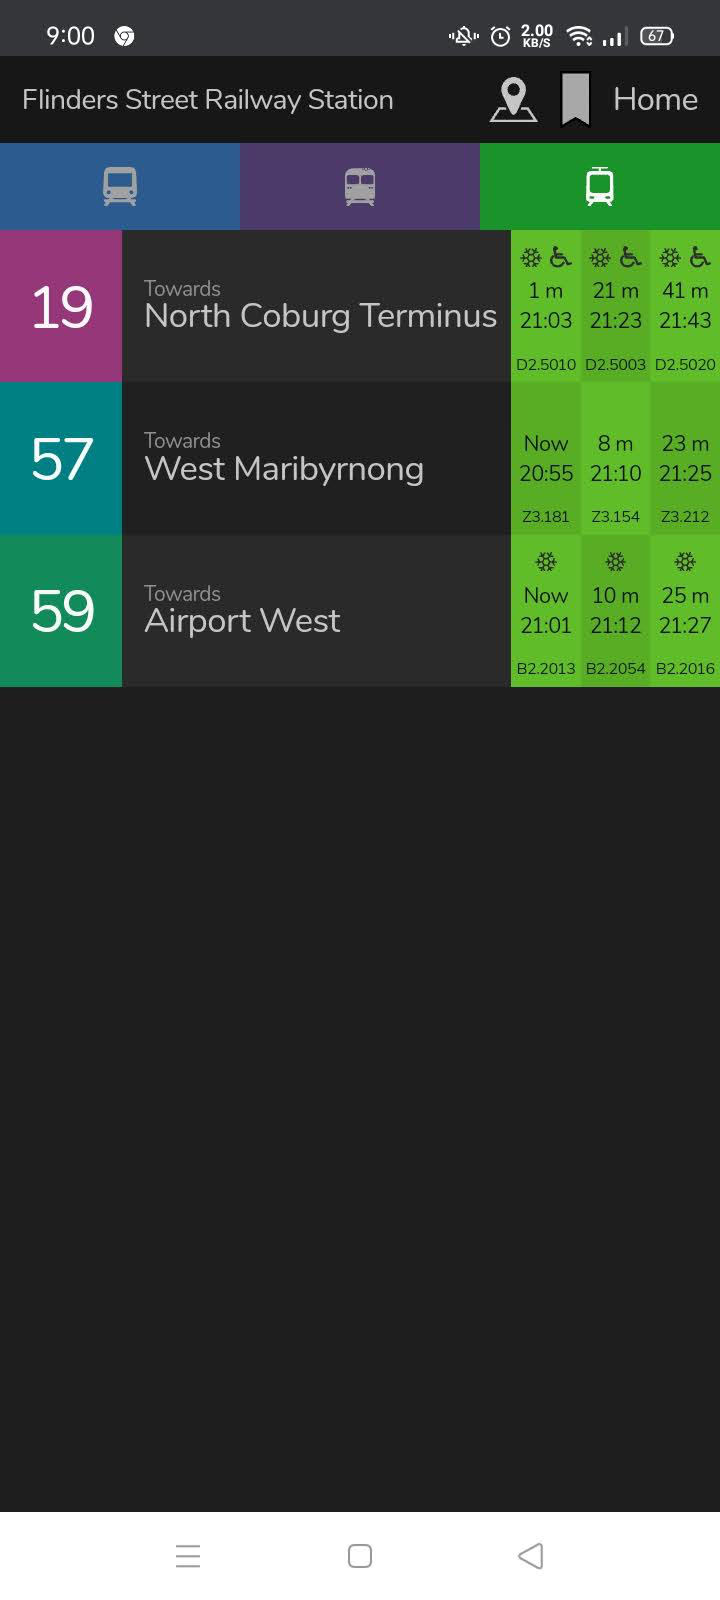 9:00 2.00 KB/S 67
Flinders Street Railway Station Home
19 Towards
North Coburg Terminus
1 m 21 m 41 m
21:03 21:23 21:43
D2.5010 D2.5003 D2.5020
57 Towards
West Maribyrnong
Now 8 m 23 m
20:55 21:10 21:25
Z3.181 Z3.154 Z3.212
59 Towards
Airport West
Now 10 m 25 m
21:01 21:12 21:27
B2.2013 B2.2054 B2.2016